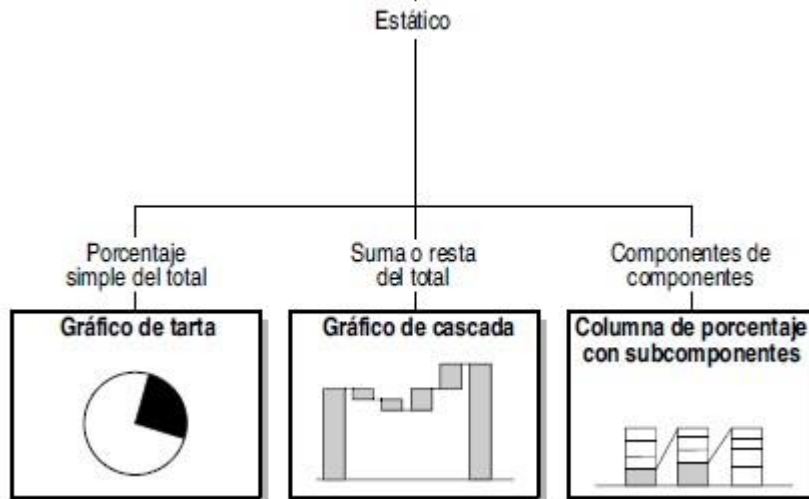 Estático
Porcentaje
simple del total
Suma o resta
del total
Componentes de
componentes
Gráfico de tarta
Gráfico de cascada
Columna de porcentaje
con subcomponentes